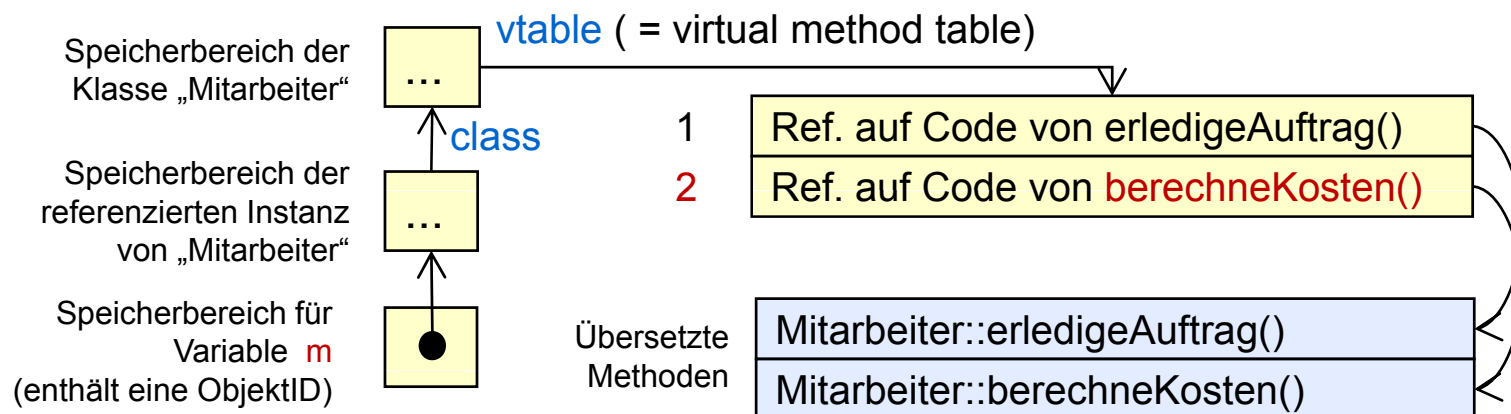 vtable ( = virtual method table)
Speicherbereich der
Klasse „Mitarbeiter“
...
class
1 Ref. auf Code von erledigeAuftrag()
2 Ref. auf Code von berechneKosten()
Speicherbereich der
referenzierten Instanz
von „Mitarbeiter“
...
Speicherbereich für
Variable m
(enthält eine ObjektID)
Übersetzte
Methoden
Mitarbeiter::erledigeAuftrag()
Mitarbeiter::berechneKosten()